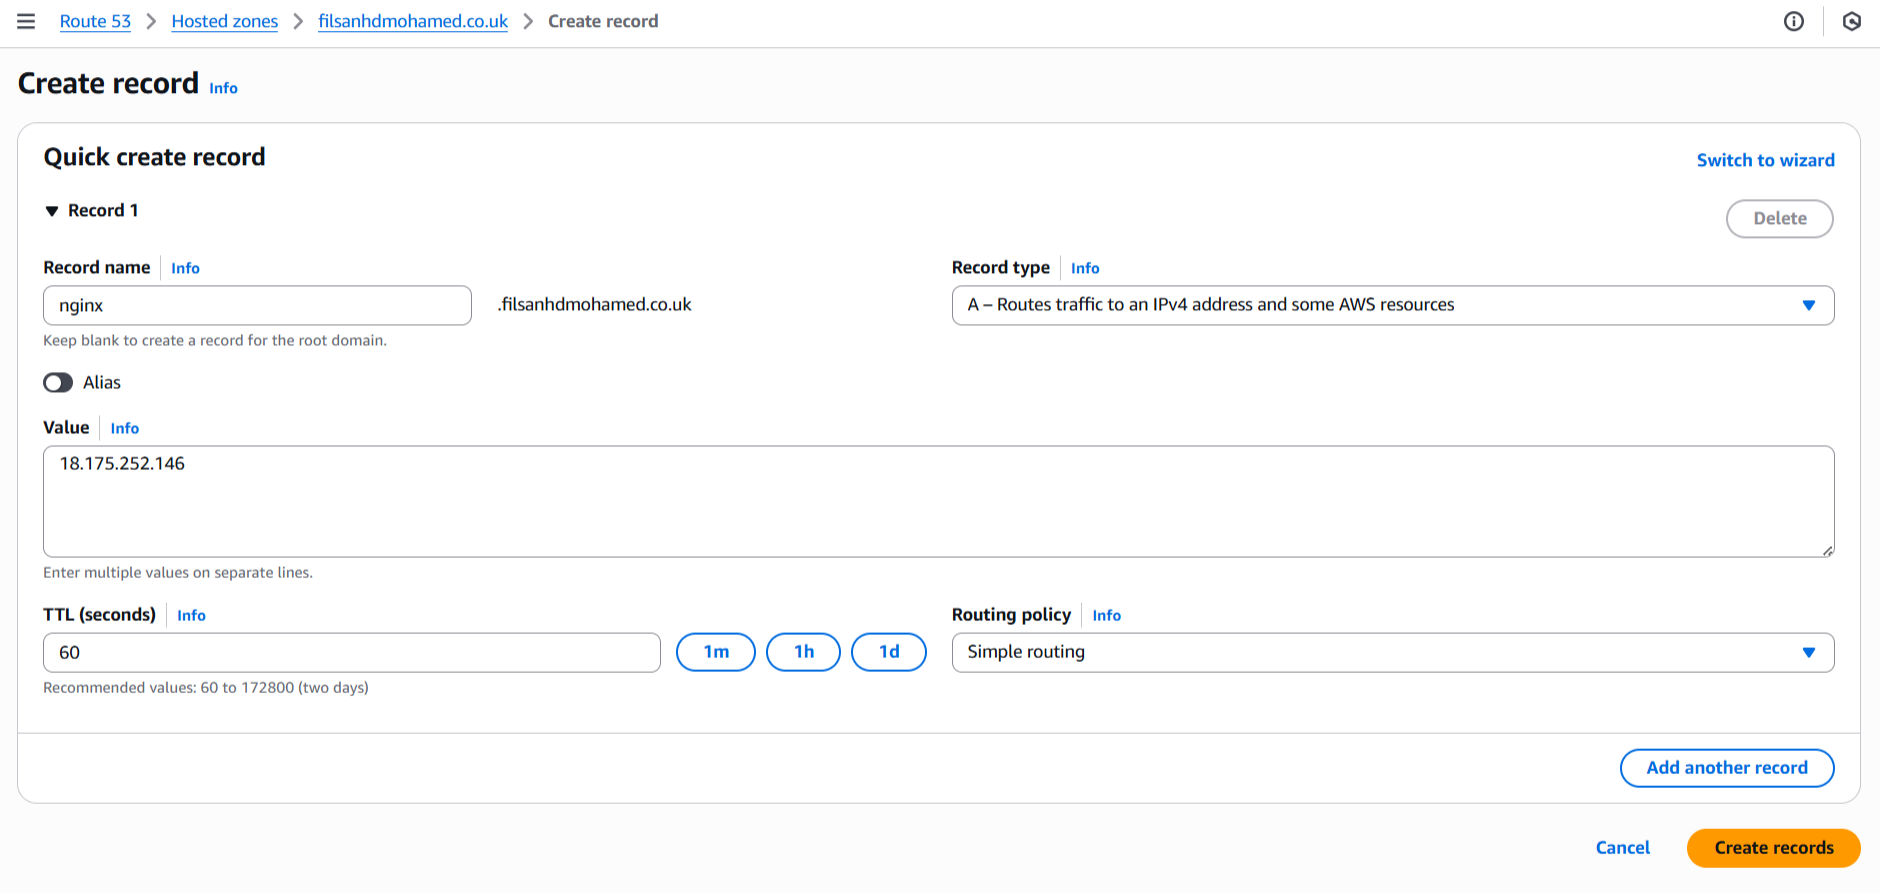 Route 53 > Hosted zones > filsanhdmohamed.co.uk > Create record
Create record Info
Quick create record
Switch to wizard
Record 1
Delete
Record name Info
nginx .filsanhdmohamed.co.uk
Keep blank to create a record for the root domain.
Record type Info
A – Routes traffic to an IPv4 address and some AWS resources
Alias
Value Info
18.175.252.146
Enter multiple values on separate lines.
TTL (seconds) Info
60 1m 1h 1d
Recommended values: 60 to 172800 (two days)
Routing policy Info
Simple routing
Add another record
Cancel Create records